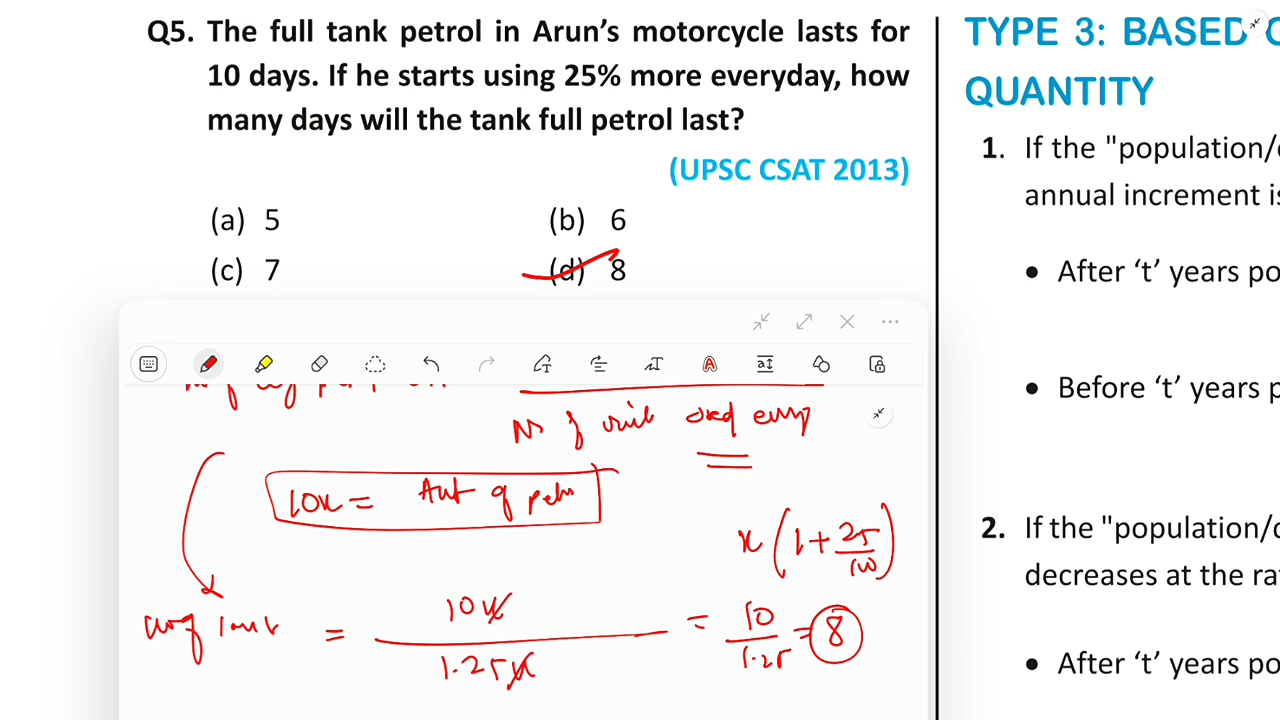 Q5. The full tank petrol in Arun's motorcycle lasts for
10 days. If he starts using 25% more everyday, how
many days will the tank full petrol last?
(UPSC CSAT 2013)
(a) 5
(b) 6
(c) 7
(d) 8
10x = Amt of pet
x(1+25/100)
= 10x/1.25x = 10/1.25 = 8
TYPE 3: BASED
QUANTITY
1. If the "population/
annual increment is
• After 't' years po
• Before 't' years p
2. If the "population/
decreases at the ra
• After 't' years po